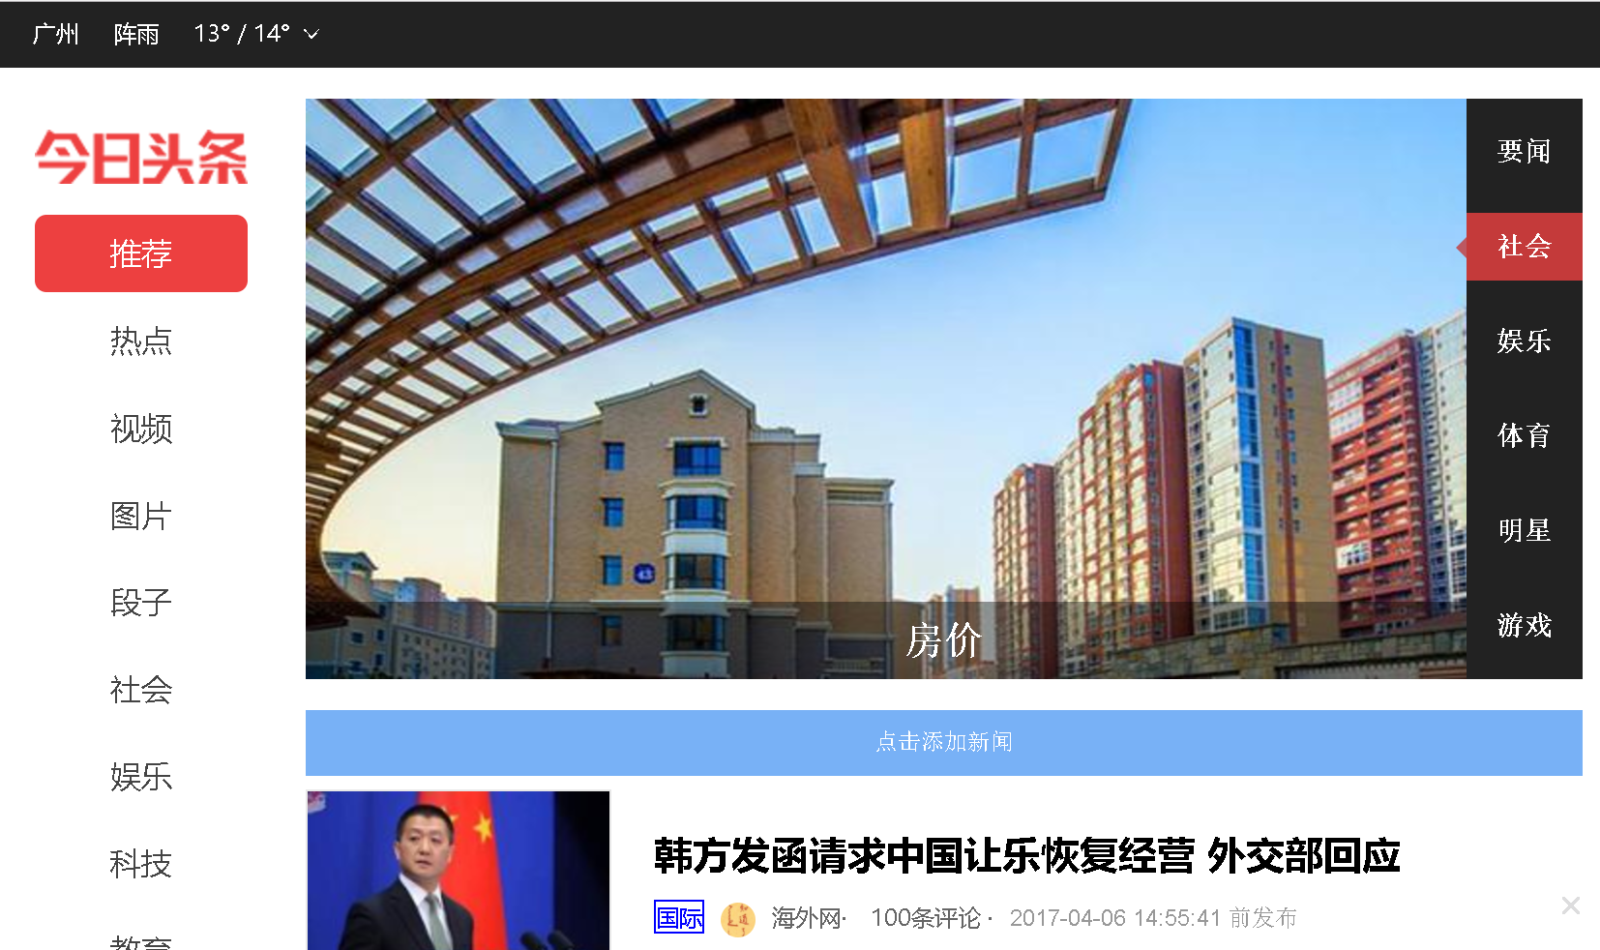 广州 阵雨 13° / 14°
今日头条
推荐
热点
视频
图片
段子
社会
娱乐
科技
教育
要闻
社会
娱乐
体育
明星
游戏
43
房价
点击添加新闻
韩方发函请求中国让乐恢复经营 外交部回应
国际 海外网· 100条评论 · 2017-04-06 14:55:41 前发布